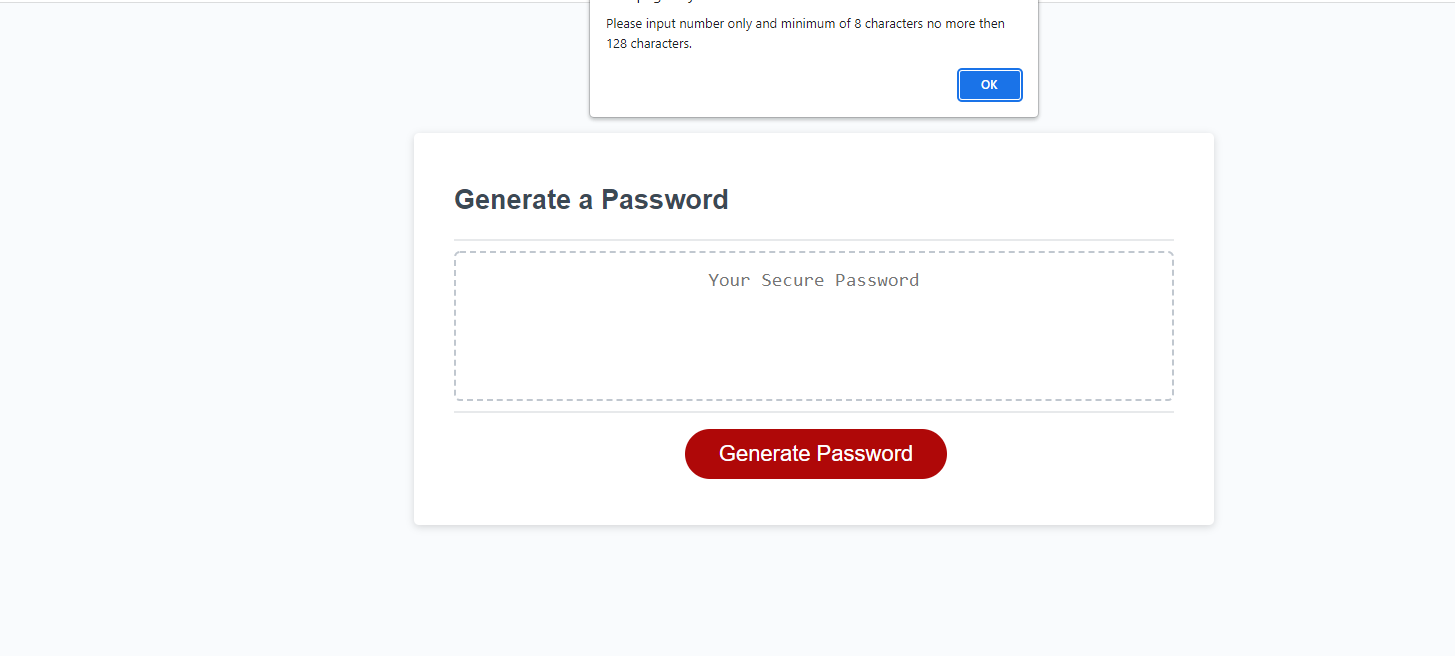 Please input number only and minimum of 8 characters no more then
128 characters.
OK
Generate a Password
Your Secure Password
Generate Password